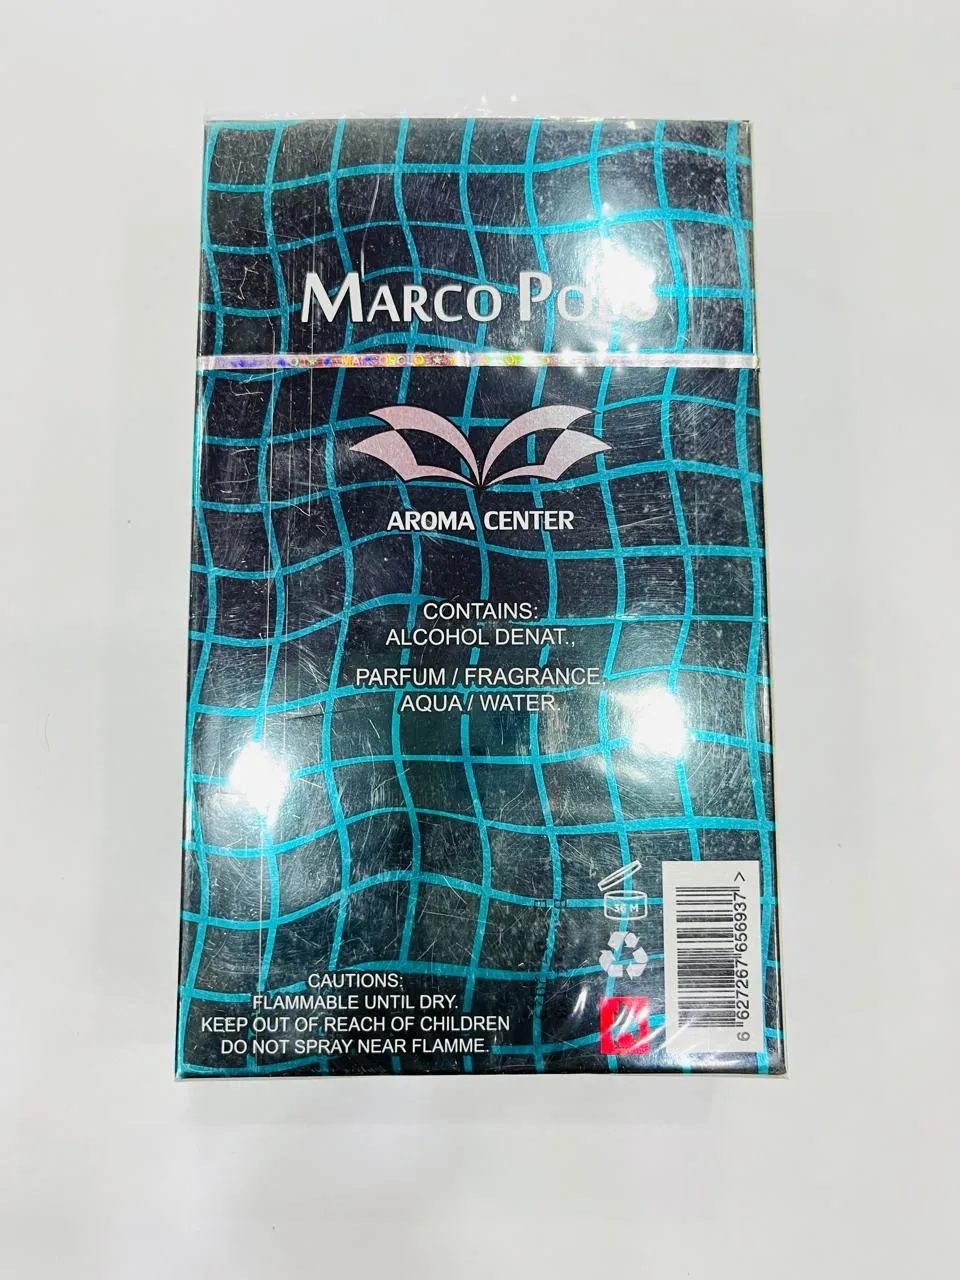 MARCO POLO
MARCOPOLO
AROMA CENTER
CONTAINS:
ALCOHOL DENAT.,
PARFUM / FRAGRANCE,
AQUA / WATER.
36 M
CAUTIONS:
FLAMMABLE UNTIL DRY.
KEEP OUT OF REACH OF CHILDREN
DO NOT SPRAY NEAR FLAMME.
6 627267 656937 >